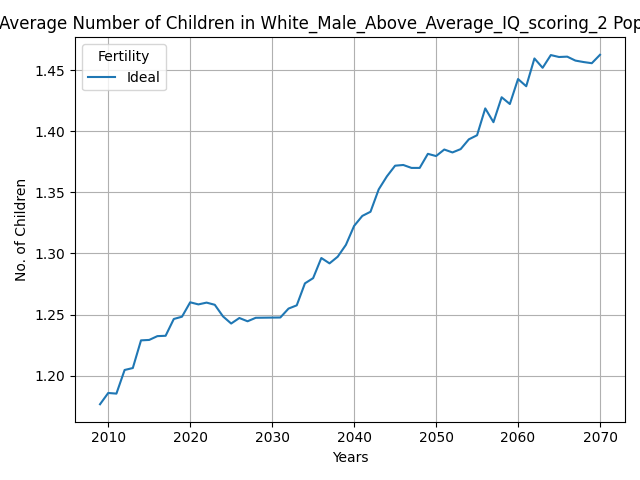 Average Number of Children in White_Male_Above_Average_IQ_scoring_2 Pop
Fertility
Ideal
No. of Children
1.45
1.40
1.35
1.30
1.25
1.20
2010 2020 2030 2040 2050 2060 2070
Years